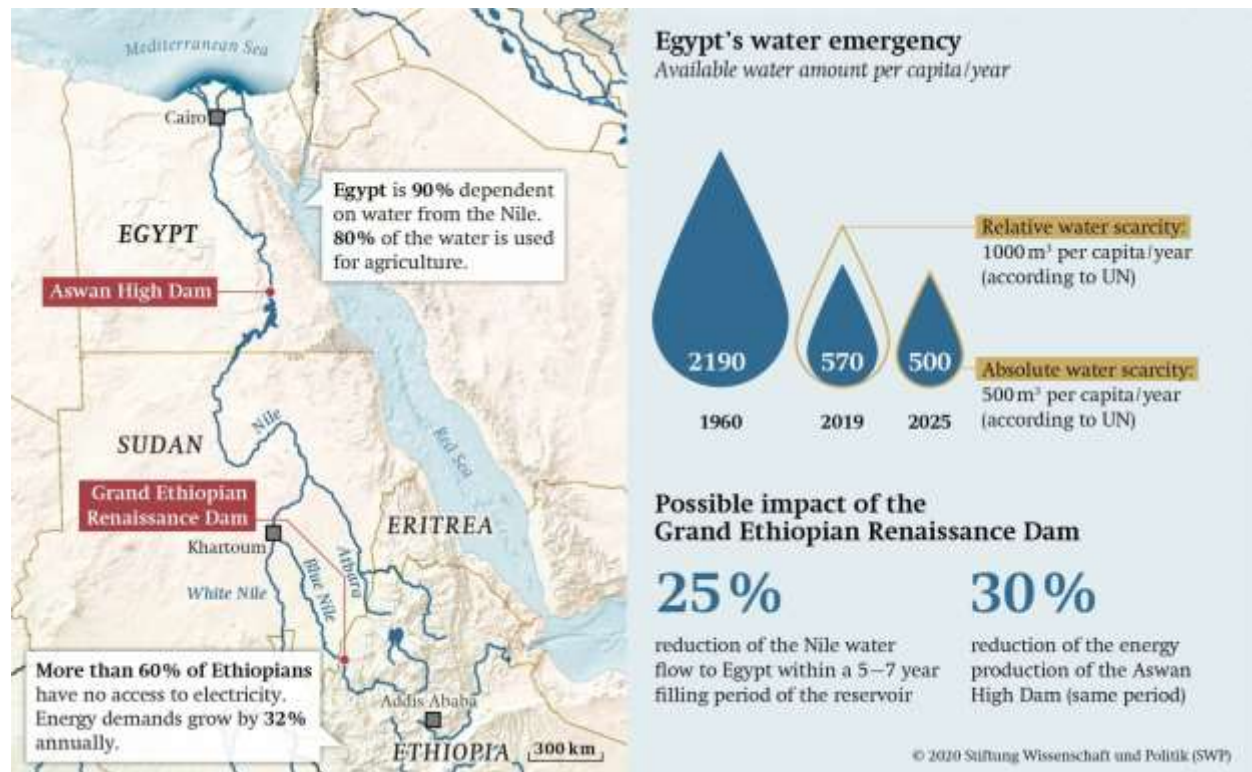 Mediterranean Sea
Cairo
Egypt is 90% dependent
on water from the Nile.
80% of the water is used
for agriculture.
EGYPT
Aswan High Dam
Nile
Red Sea
SUDAN
Grand Ethiopian
Renaissance Dam
ERITREA
Khartoum
Atbara
Blue Nile
White Nile
More than 60% of Ethiopians
have no access to electricity.
Energy demands grow by 32%
annually.
Addis Ababa
ETHIOPIA
300 km
Egypt's water emergency
Available water amount per capita/year
Relative water scarcity:
1000 m³ per capita/year
(according to UN)
2190
570
500
Absolute water scarcity:
500 m³ per capita/year
(according to UN)
1960
2019
2025
Possible impact of the
Grand Ethiopian Renaissance Dam
25%
reduction of the Nile water
flow to Egypt within a 5–7 year
filling period of the reservoir
30%
reduction of the energy
production of the Aswan
High Dam (same period)
© 2020 Stiftung Wissenschaft und Politik (SWP)